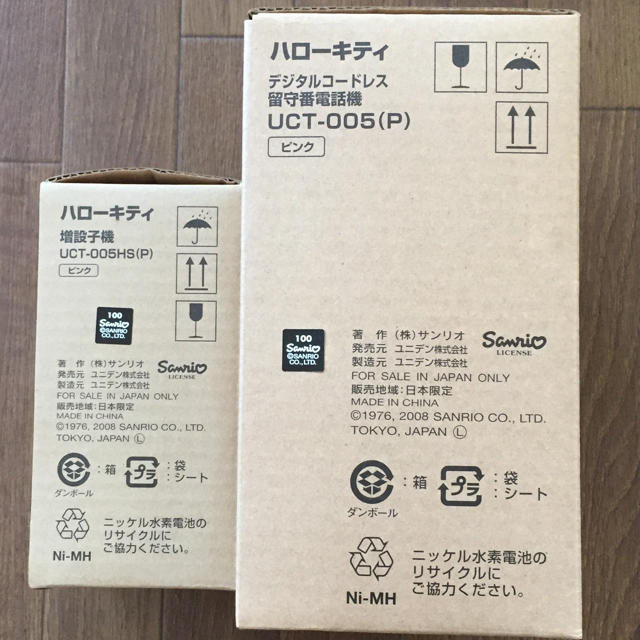 ハローキティ
増設子機
UCT-005HS(P)
ピンク
100
Sanrio
©SANRIO
CO.,LTD.
著 作 (株)サンリオ
発売元 ユニデン株式会社
製造元 ユニデン株式会社
Sanrio
LICENSE
FOR SALE IN JAPAN ONLY
販売地域:日本限定
MADE IN CHINA
©1976, 2008 SANRIO CO., LTD.
TOKYO, JAPAN Ⓛ
:箱
ダンボール
プラ
:袋
:シート
Ni-MH
ニッケル水素電池の
リサイクルに
ご協力ください。
ハローキティ
デジタルコードレス
留守番電話機
UCT-005(P)
ピンク
100
Sanrio
©SANRIO
CO.,LTD.
著 作 (株)サンリオ
発売元 ユニデン株式会社
製造元 ユニデン株式会社
Sanrio
LICENSE
FOR SALE IN JAPAN ONLY
販売地域:日本限定
MADE IN CHINA
©1976, 2008 SANRIO CO., LTD.
TOKYO, JAPAN Ⓛ
:箱
ダンボール
プラ
:袋
:シート
Ni-MH
ニッケル水素電池の
リサイクルに
ご協力ください。